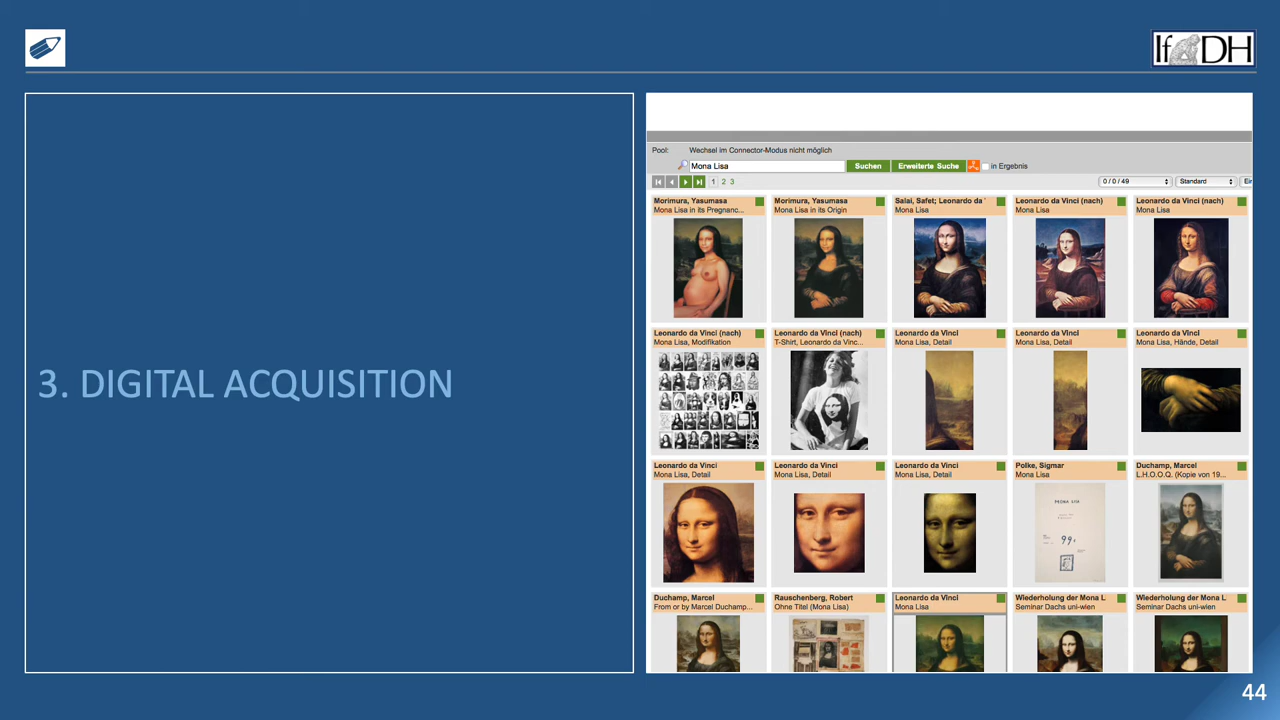 IfDH
3. DIGITAL ACQUISITION
Pool: Wechsel im Connector-Modus nicht möglich
Mona Lisa Suchen Erweiterte Suche in Ergebnis
1 2 3 0 / 0 / 49 Standard Ein
Morimura, Yasumasa
Mona Lisa in its Pregnanc...
Morimura, Yasumasa
Mona Lisa in its Origin
Salai, Safet; Leonardo da '
Mona Lisa
Leonardo da Vinci (nach)
Mona Lisa
Leonardo da Vinci (nach)
Mona Lisa
Leonardo da Vinci (nach)
Mona Lisa, Modifikation
Leonardo da Vinci (nach)
T-Shirt, Leonardo da Vinc...
Leonardo da Vinci
Mona Lisa, Detail
Leonardo da Vinci
Mona Lisa, Detail
Leonardo da Vinci
Mona Lisa, Hände, Detail
Leonardo da Vinci
Mona Lisa, Detail
Leonardo da Vinci
Mona Lisa, Detail
Leonardo da Vinci
Mona Lisa, Detail
Polke, Sigmar
Mona Lisa
Duchamp, Marcel
L.H.O.O.Q. (Kopie von 19...
Duchamp, Marcel
From or by Marcel Duchamp...
Rauschenberg, Robert
Ohne Titel (Mona Lisa)
Leonardo da Vinci
Mona Lisa
Wiederholung der Mona L
Seminar Dachs uni-wien
Wiederholung der Mona L
Seminar Dachs uni-wien
44